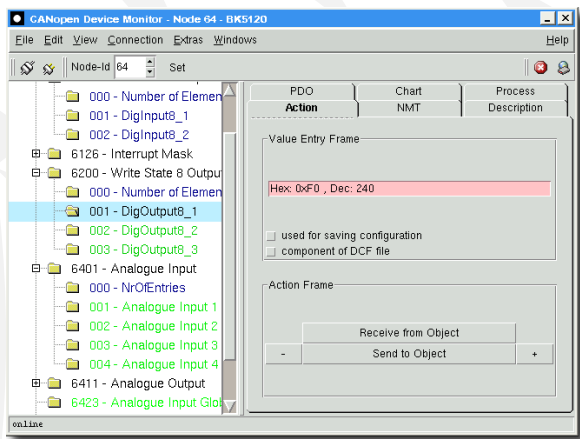 CANopen Device Monitor - Node 64 - BK5120
File Edit View Connection Extras Windows Help
Node-Id 64 Set
000 - Number of Elemen
001 - DigInput8_1
002 - DigInput8_2
6126 - Interrupt Mask
6200 - Write State 8 Outpu
000 - Number of Elemen
001 - DigOutput8_1
002 - DigOutput8_2
003 - DigOutput8_3
6401 - Analogue Input
000 - NrOfEntries
001 - Analogue Input 1
002 - Analogue Input 2
003 - Analogue Input 3
004 - Analogue Input 4
6411 - Analogue Output
6423 - Analogue Input Glob
PDO Chart Process
Action NMT Description
Value Entry Frame
Hex: 0xF0 , Dec: 240
used for saving configuration
component of DCF file
Action Frame
Receive from Object
- Send to Object +
online